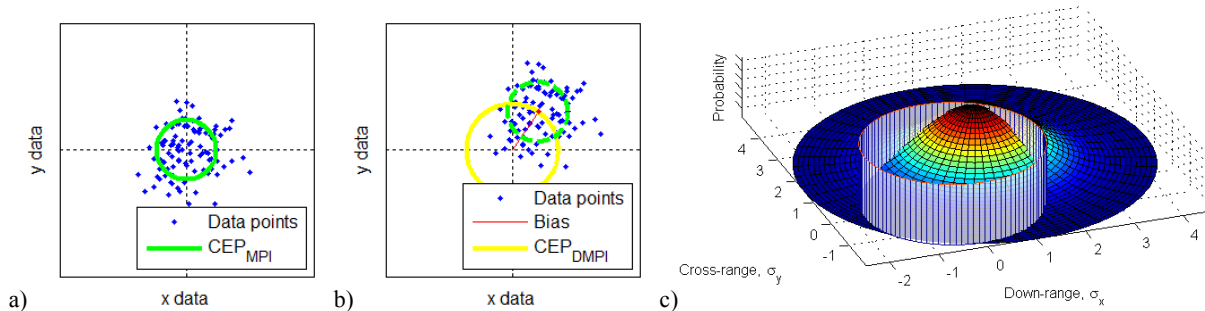 a)
y data
x data
Data points
CEP_MPI
b)
y data
x data
Data points
Bias
CEP_DMPI
c)
Probability
4
3
2
1
0
-1
Cross-range, σ_y
-2
-1
0
1
2
3
4
Down-range, σ_x